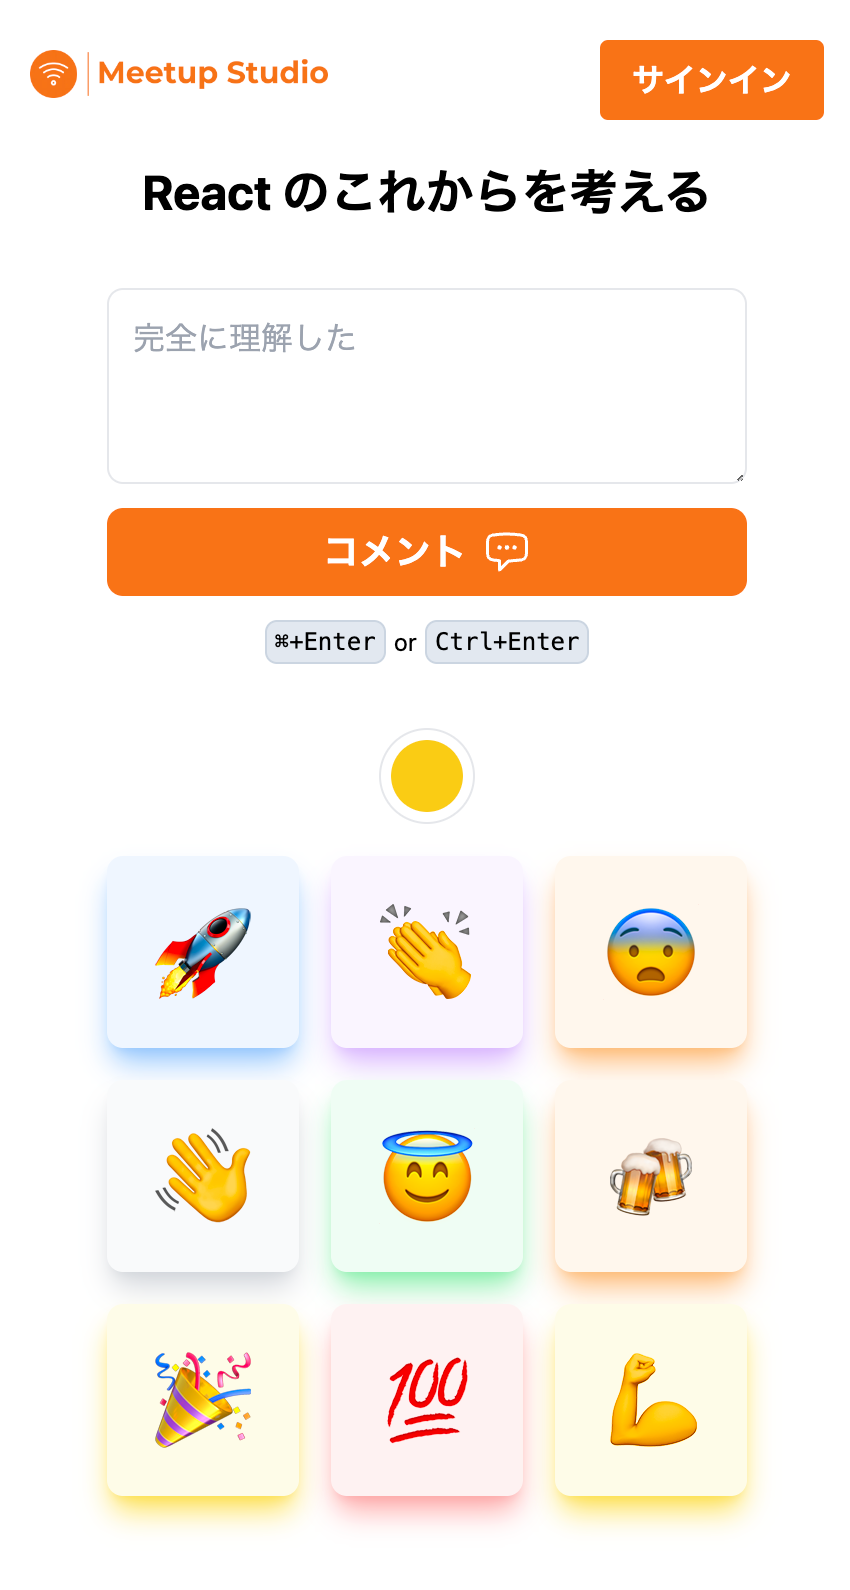 Meetup Studio
サインイン
React のこれからを考える
完全に理解した
コメント
⌘+Enter or Ctrl+Enter
💯